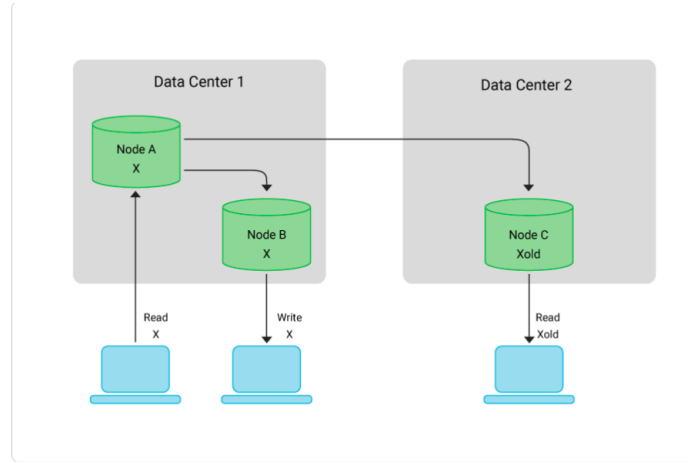 Data Center 1
Data Center 2
Node A
X
Node B
X
Node C
Xold
Read
X
Write
X
Read
Xold